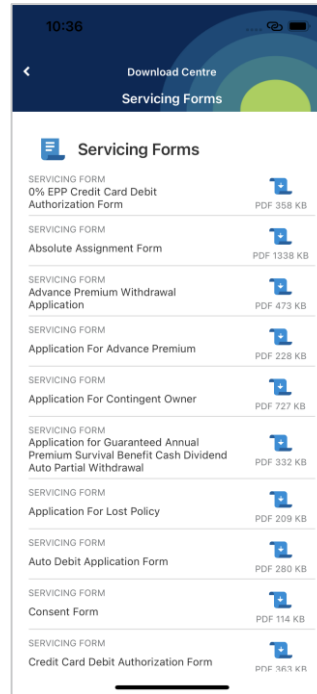 10:36
Download Centre
Servicing Forms
Servicing Forms
SERVICING FORM
0% EPP Credit Card Debit
Authorization Form
PDF 358 KB
SERVICING FORM
Absolute Assignment Form
PDF 1338 KB
SERVICING FORM
Advance Premium Withdrawal
Application
PDF 473 KB
SERVICING FORM
Application For Advance Premium
PDF 228 KB
SERVICING FORM
Application For Contingent Owner
PDF 727 KB
SERVICING FORM
Application for Guaranteed Annual
Premium Survival Benefit Cash Dividend
Auto Partial Withdrawal
PDF 332 KB
SERVICING FORM
Application For Lost Policy
PDF 209 KB
SERVICING FORM
Auto Debit Application Form
PDF 280 KB
SERVICING FORM
Consent Form
PDF 114 KB
SERVICING FORM
Credit Card Debit Authorization Form
PDF 363 KB